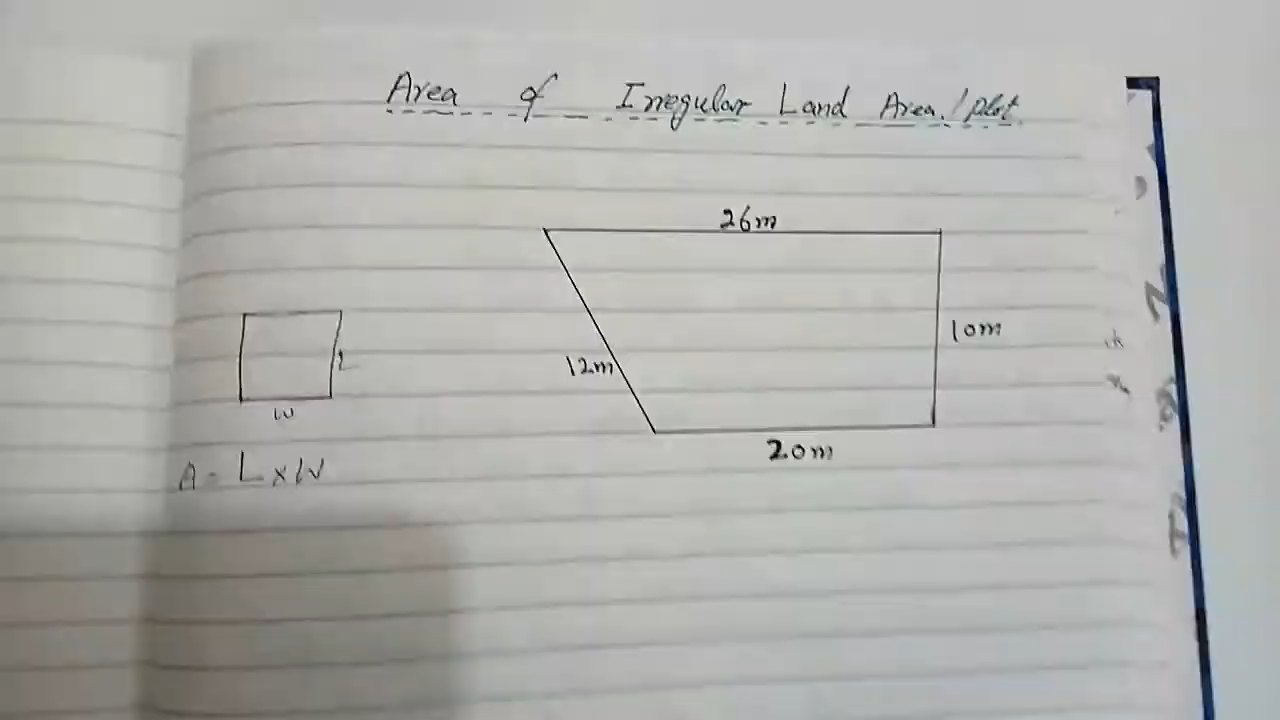 Area of Irregular Land Area./plot
26m
10m
12m
20m
L
W
A = L x W